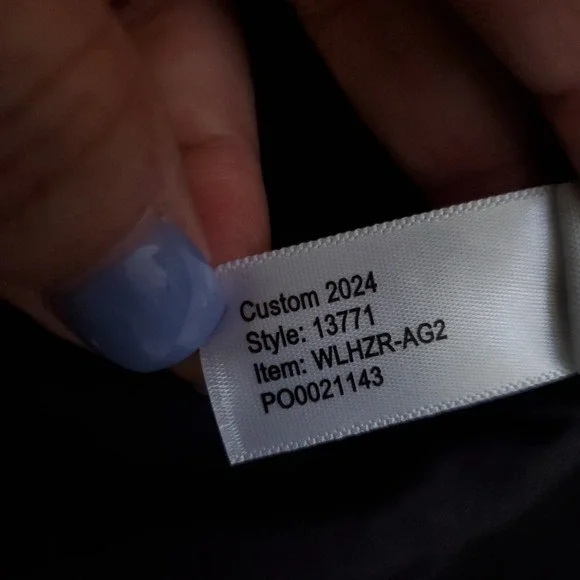 Custom 2024
Style: 13771
Item: WLHZR-AG2
PO0021143